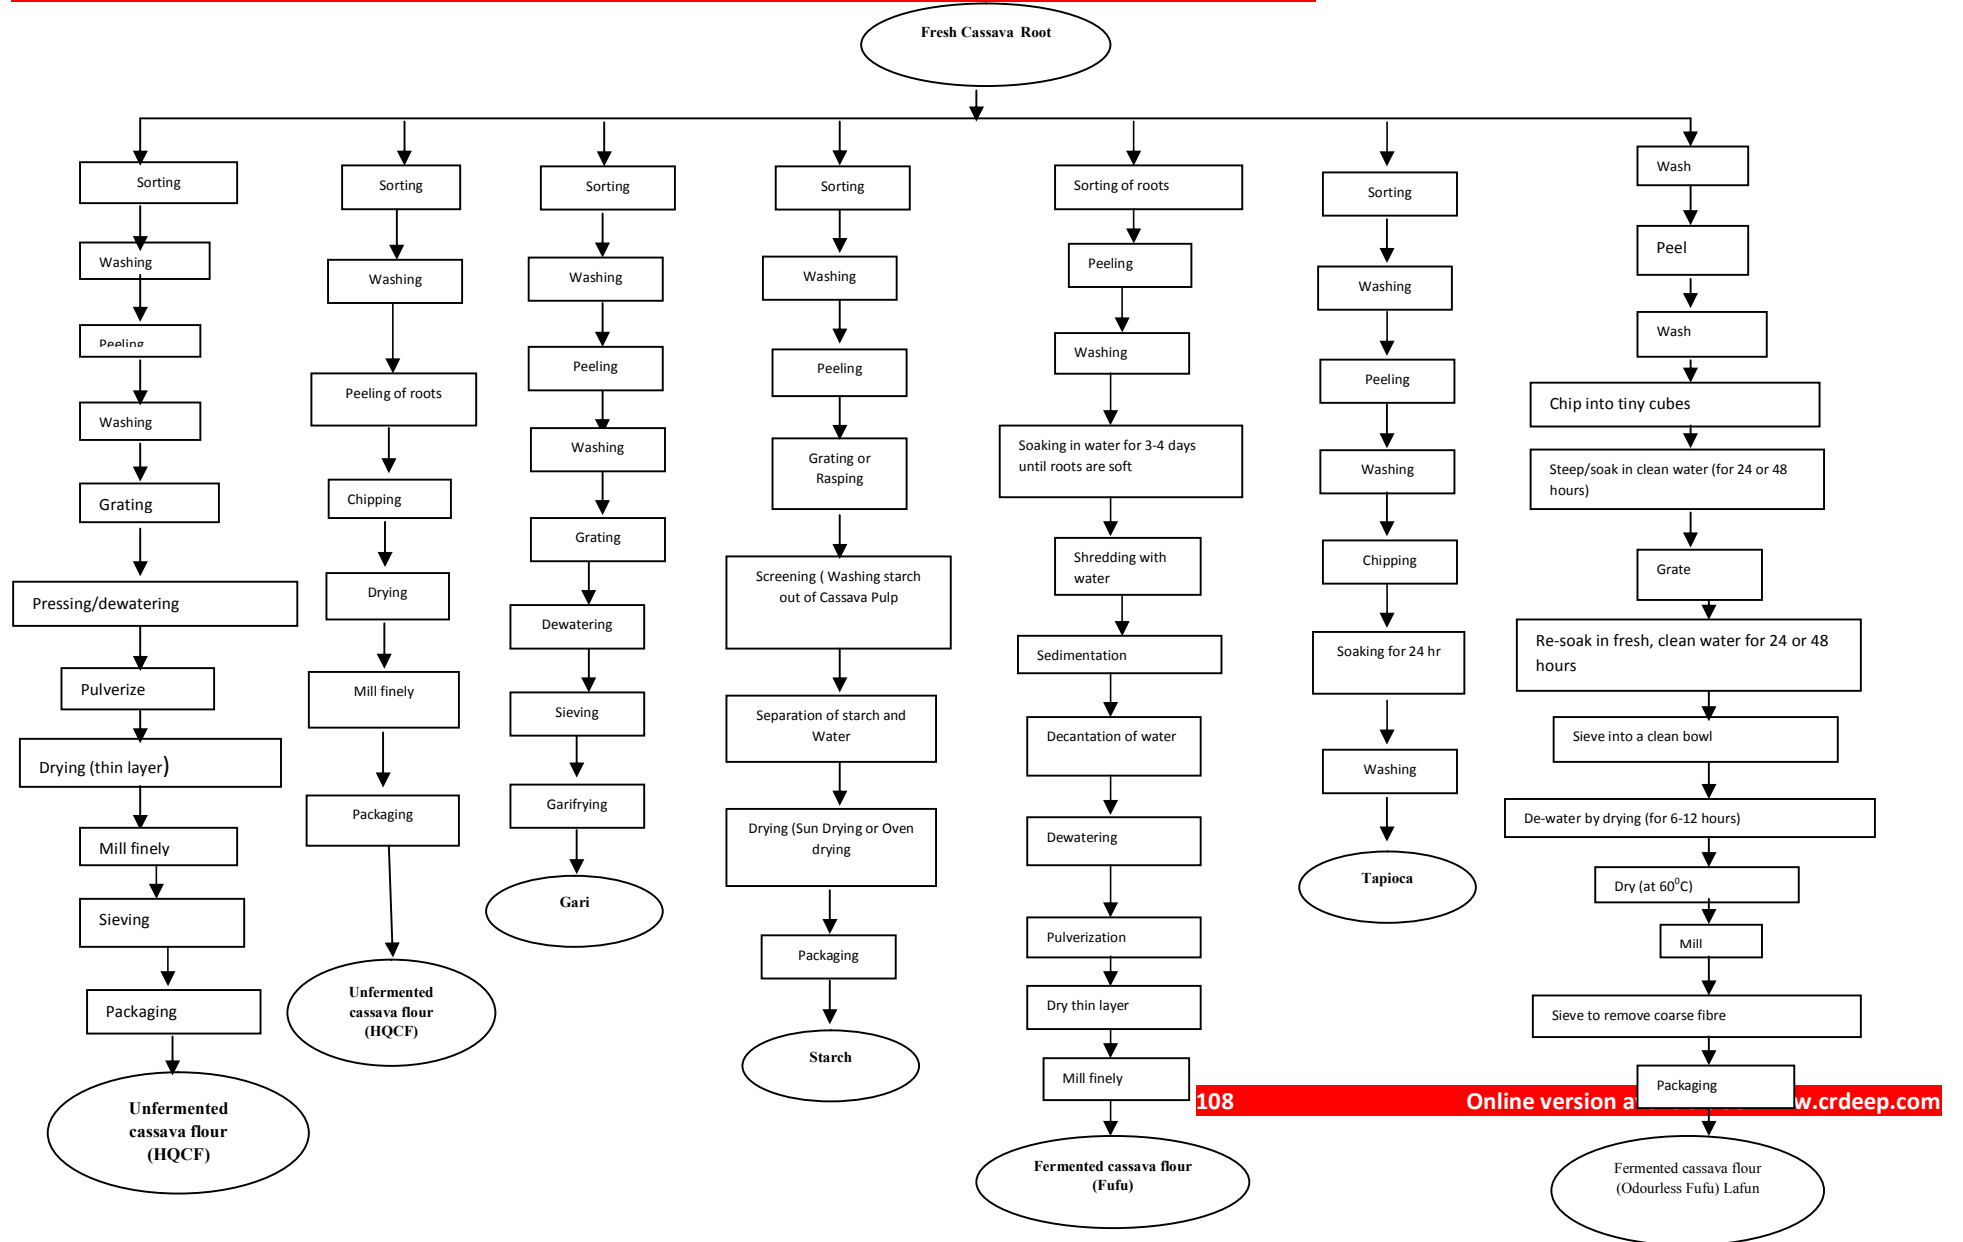 Fresh Cassava Root
Sorting
Washing
Peeling
Washing
Grating
Pressing/dewatering
Pulverize
Drying (thin layer)
Mill finely
Sieving
Packaging
Unfermented
cassava flour
(HQCF)
Sorting
Washing
Peeling of roots
Chipping
Drying
Mill finely
Packaging
Unfermented
cassava flour
(HQCF)
Sorting
Washing
Peeling
Washing
Grating
Dewatering
Sieving
Garifrying
Gari
Sorting
Washing
Peeling
Grating or
Rasping
Screening ( Washing starch
out of Cassava Pulp
Separation of starch and
Water
Drying (Sun Drying or Oven
drying
Packaging
Starch
Sorting of roots
Peeling
Washing
Soaking in water for 3-4 days
until roots are soft
Shredding with
water
Sedimentation
Decantation of water
Dewatering
Pulverization
Dry thin layer
Mill finely
Fermented cassava flour
(Fufu)
Sorting
Washing
Peeling
Washing
Chipping
Soaking for 24 hr
Washing
Tapioca
Wash
Peel
Wash
Chip into tiny cubes
Steep/soak in clean water (for 24 or 48
hours)
Grate
Re-soak in fresh, clean water for 24 or 48
hours
Sieve into a clean bowl
De-water by drying (for 6-12 hours)
Dry (at 60⁰C)
Mill
Sieve to remove coarse fibre
Packaging
Fermented cassava flour
(Odourless Fufu) Lafun
108
Online version a w.crdeep.com